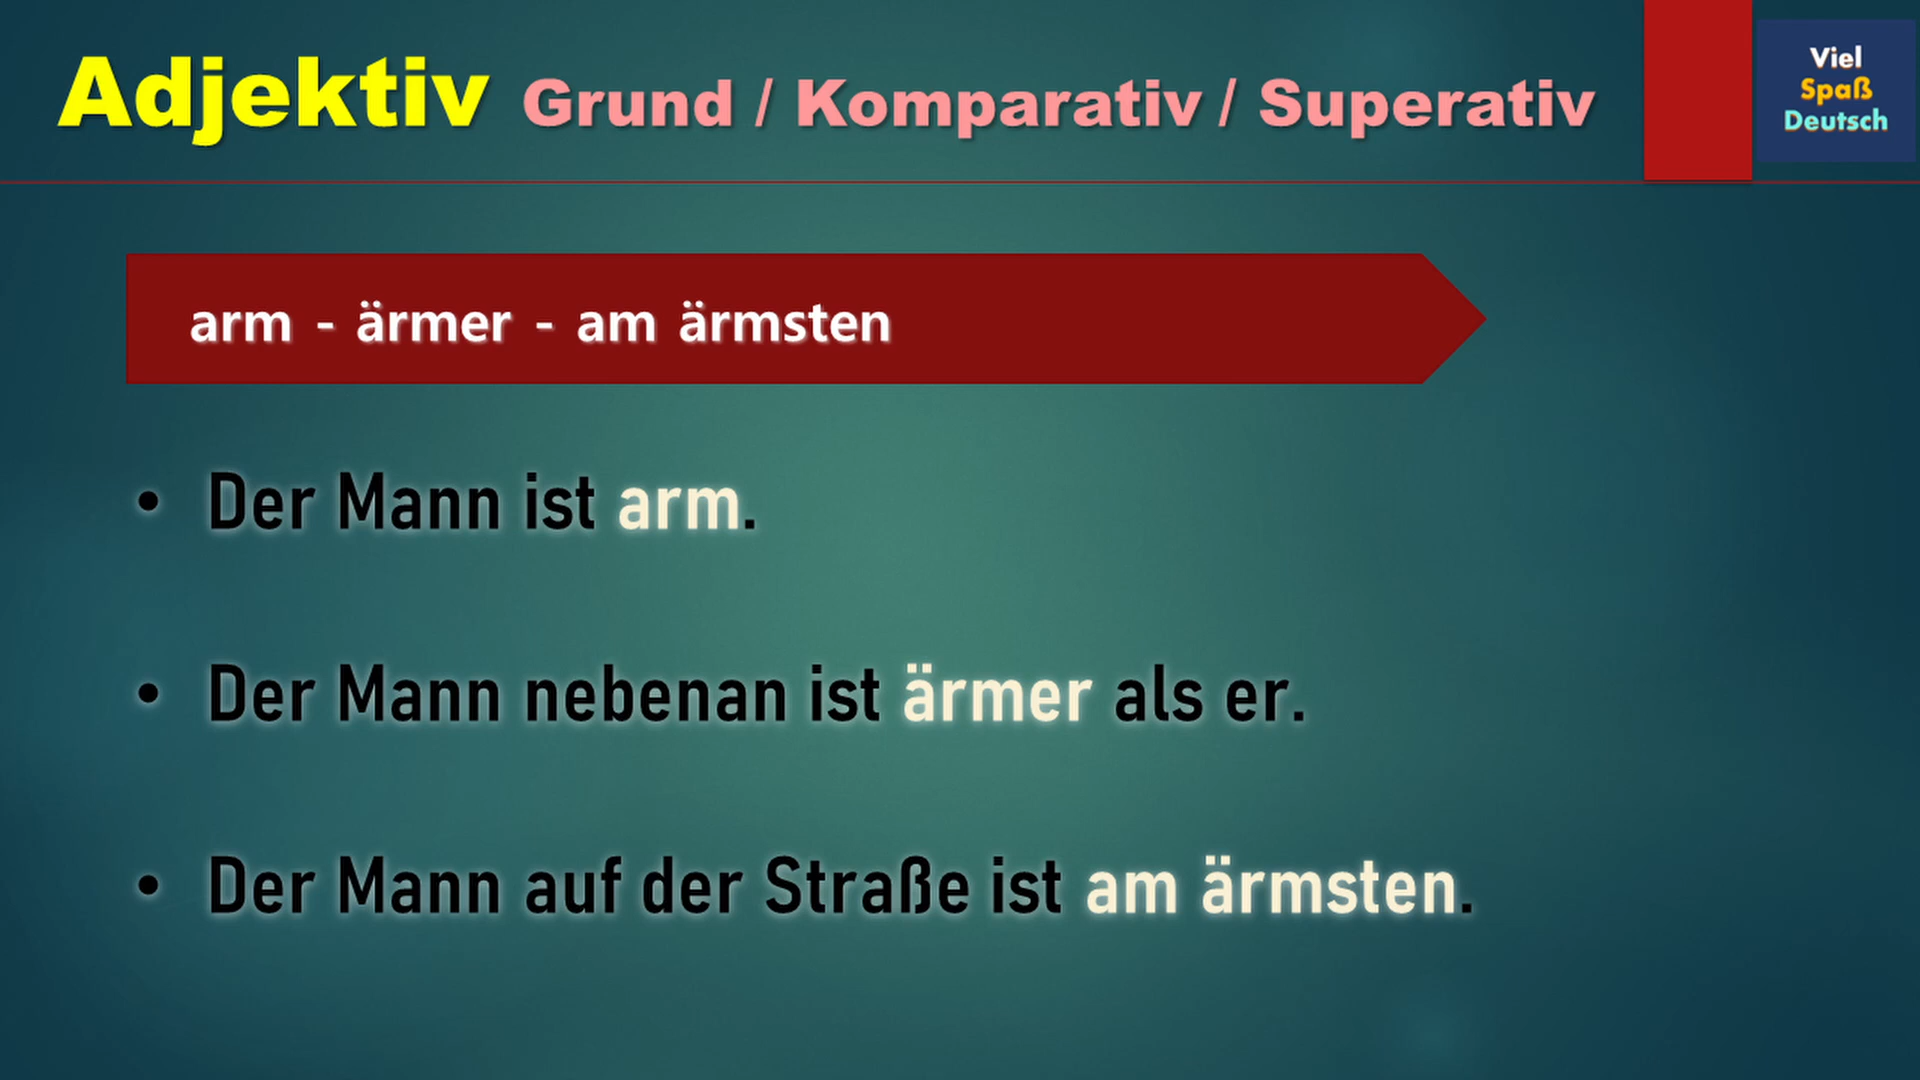 Adjektiv Grund / Komparativ / Superativ
Viel
Spaß
Deutsch
arm - ärmer - am ärmsten
• Der Mann ist arm.
• Der Mann nebenan ist ärmer als er.
• Der Mann auf der Straße ist am ärmsten.